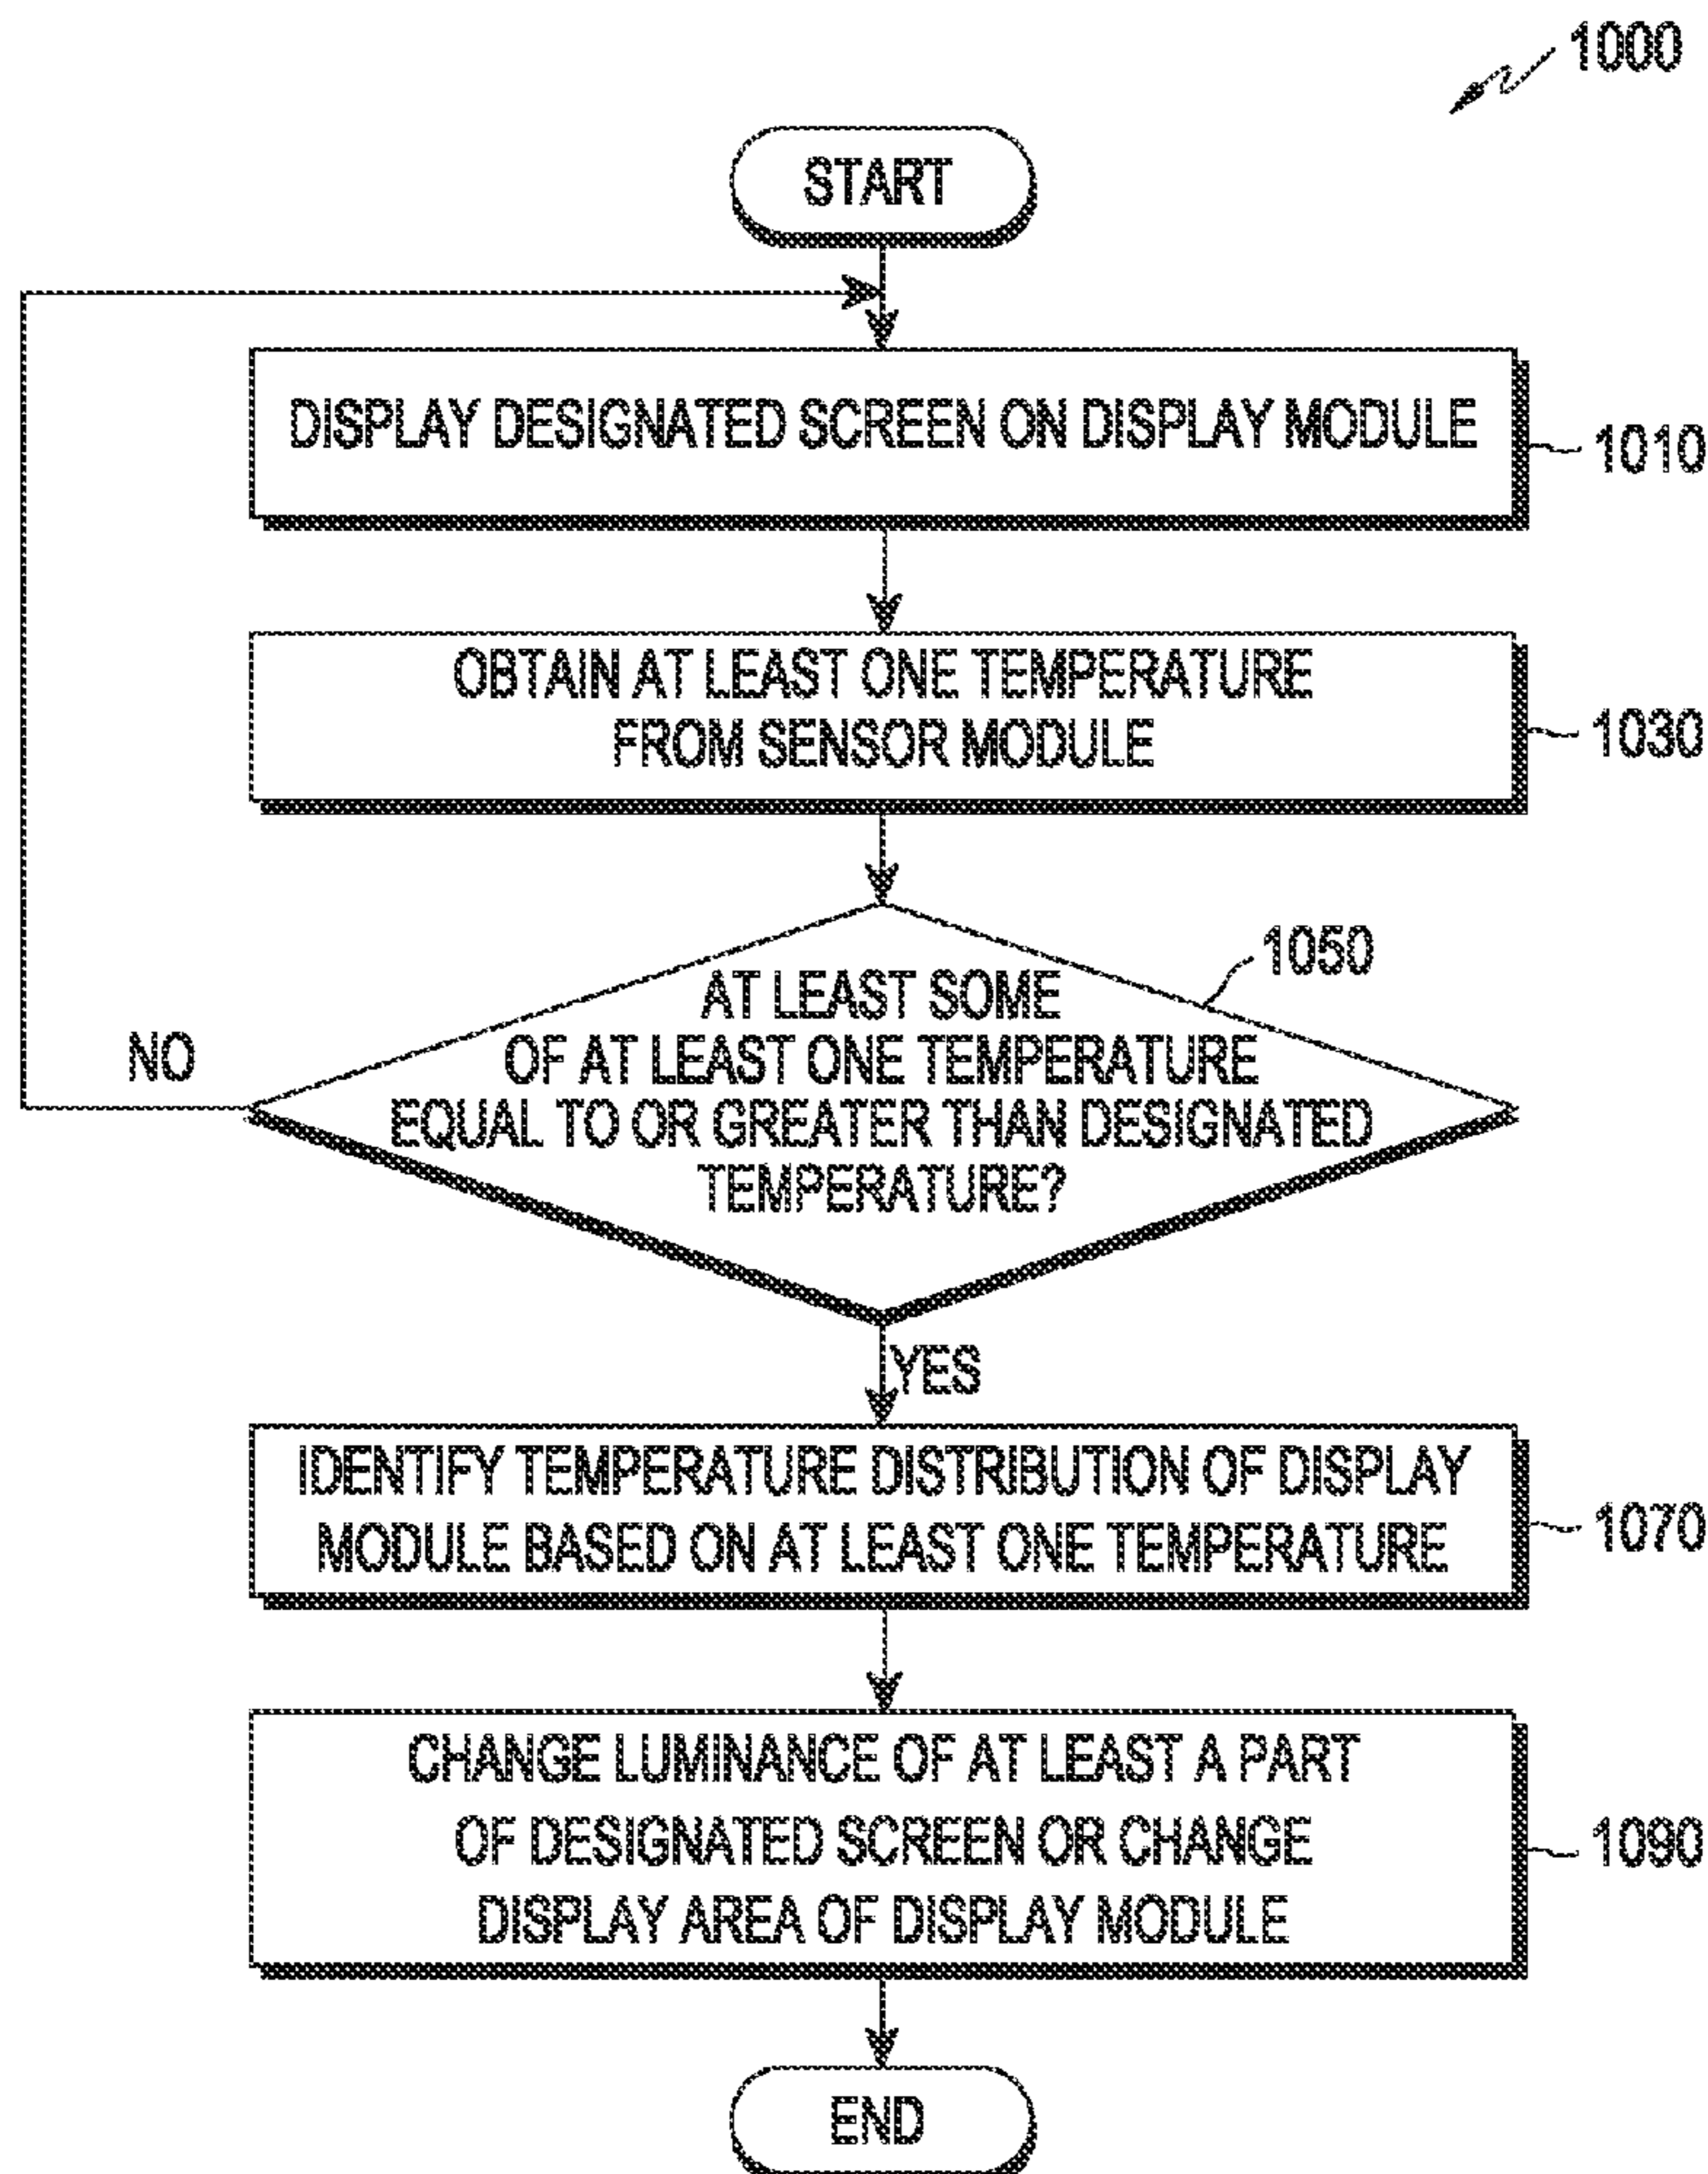 1000
START
DISPLAY DESIGNATED SCREEN ON DISPLAY MODULE
1010
OBTAIN AT LEAST ONE TEMPERATURE
FROM SENSOR MODULE
1030
1050
AT LEAST SOME
OF AT LEAST ONE TEMPERATURE
EQUAL TO OR GREATER THAN DESIGNATED
TEMPERATURE?
NO
YES
IDENTIFY TEMPERATURE DISTRIBUTION OF DISPLAY
MODULE BASED ON AT LEAST ONE TEMPERATURE
1070
CHANGE LUMINANCE OF AT LEAST A PART
OF DESIGNATED SCREEN OR CHANGE
DISPLAY AREA OF DISPLAY MODULE
1090
END